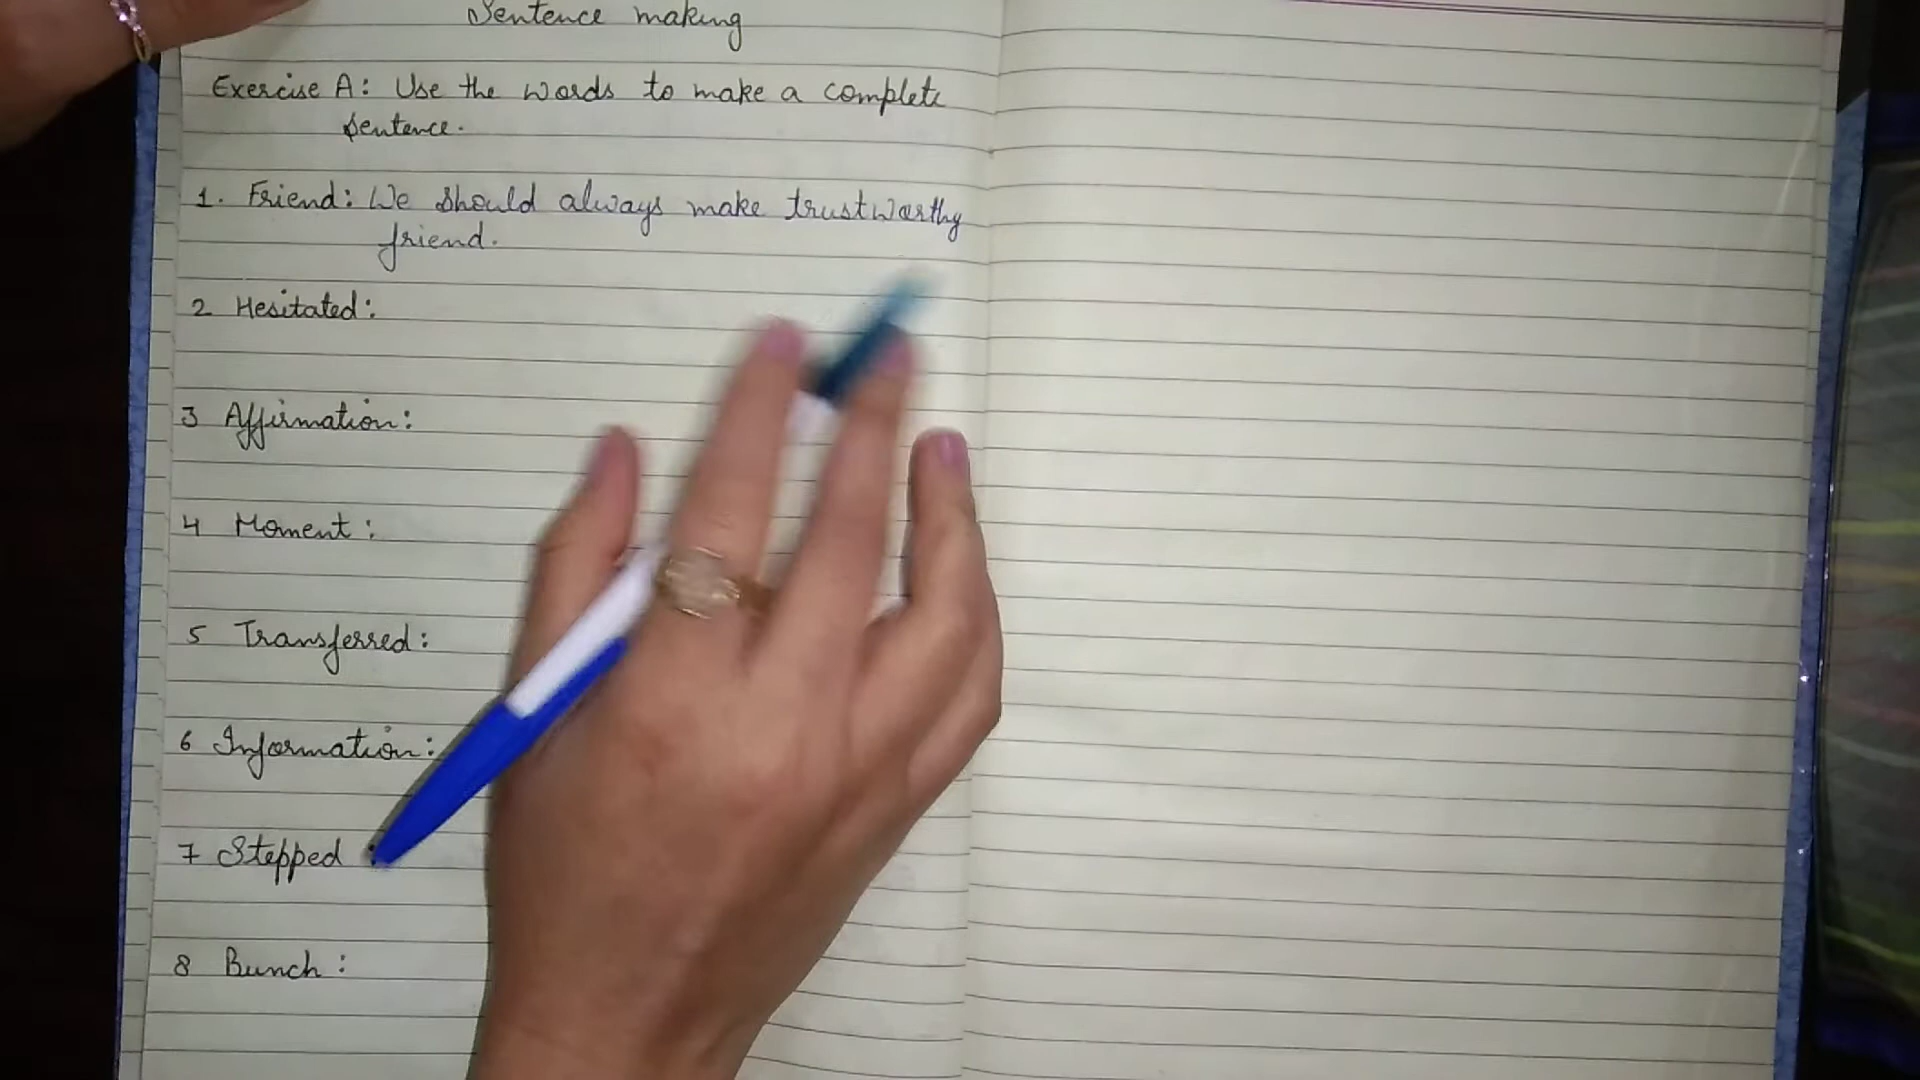 Sentence making
Exercise A: Use the words to make a complete
sentence.
1. Friend: We should always make trustworthy
friend.
2 Hesitated:
3 Affirmation:
4 Moment:
5 Transferred:
6 Information:
7 Stepped
8 Bunch: